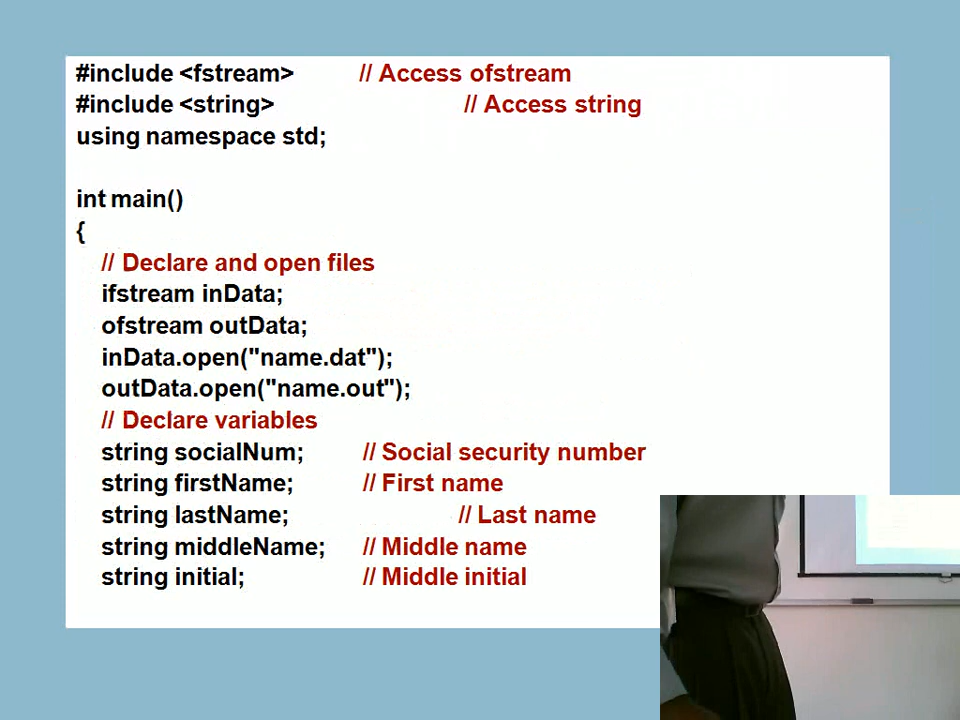 #include <fstream> // Access ofstream
#include <string> // Access string
using namespace std;
int main()
{
// Declare and open files
ifstream inData;
ofstream outData;
inData.open("name.dat");
outData.open("name.out");
// Declare variables
string socialNum; // Social security number
string firstName; // First name
string lastName; // Last name
string middleName; // Middle name
string initial; // Middle initial